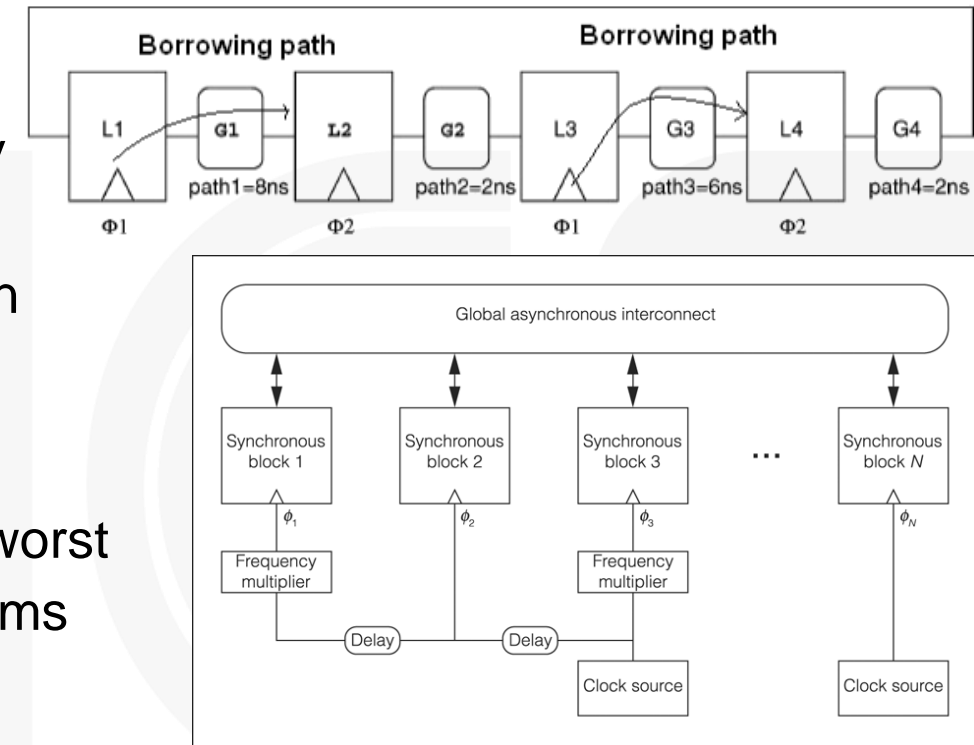 Borrowing path
Borrowing path
L1
G1
L2
G2
L3
G3
L4
G4
path1=8ns
path2=2ns
path3=6ns
path4=2ns
Φ1
Φ2
Φ1
Φ2
y
n
worst
ms
Global asynchronous interconnect
Synchronous
block 1
Synchronous
block 2
Synchronous
block 3
...
Synchronous
block N
ϕ1
ϕ2
ϕ3
ϕN
Frequency
multiplier
Frequency
multiplier
Delay
Delay
Clock source
Clock source